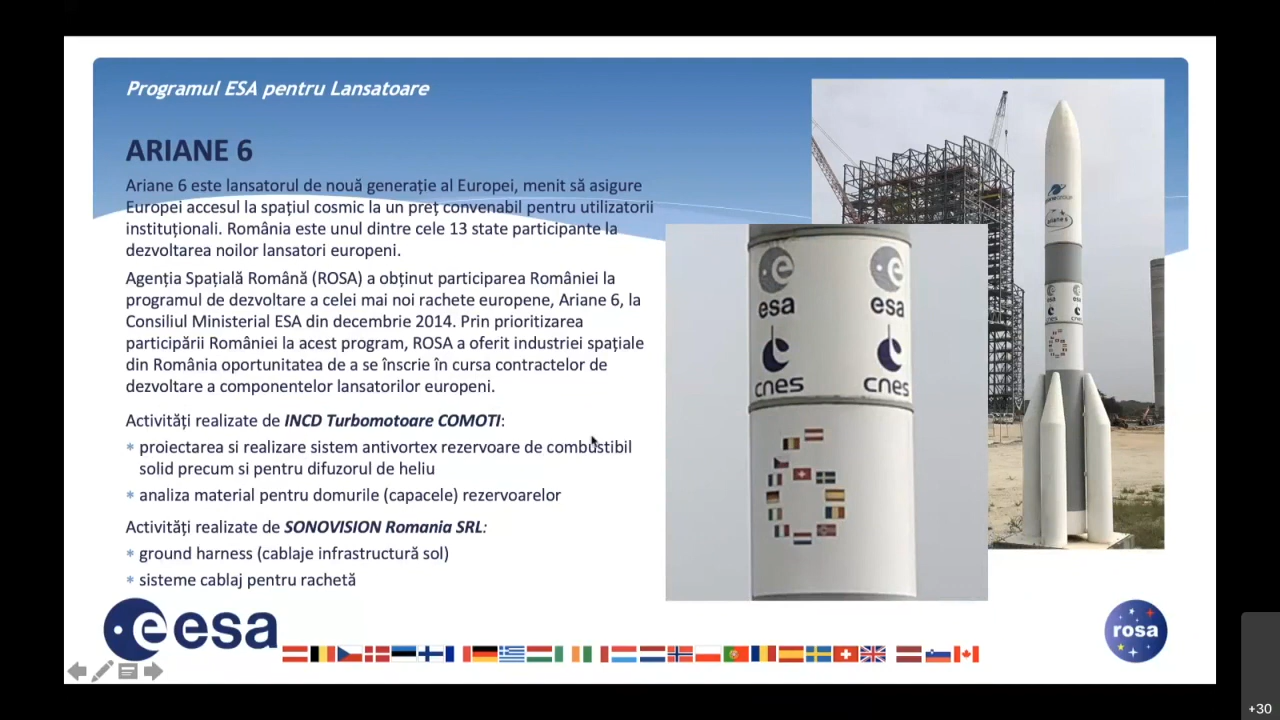 Programul ESA pentru Lansatoare
ARIANE 6
Ariane 6 este lansatorul de nouă generație al Europei, menit să asigure
Europei accesul la spațiul cosmic la un preț convenabil pentru utilizatorii
instituționali. România este unul dintre cele 13 state participante la
dezvoltarea noilor lansatori europeni.
Agenția Spațială Română (ROSA) a obținut participarea României la
programul de dezvoltare a celei mai noi rachete europene, Ariane 6, la
Consiliul Ministerial ESA din decembrie 2014. Prin prioritizarea
participării României la acest program, ROSA a oferit industriei spațiale
din România oportunitatea de a se înscrie în cursa contractelor de
dezvoltare a componentelor lansatorilor europeni.
Activități realizate de INCD Turbomotoare COMOTI:
* proiectarea si realizare sistem antivortex rezervoare de combustibil
solid precum si pentru difuzorul de heliu
* analiza material pentru domurile (capacele) rezervoarelor
Activități realizate de SONOVISION Romania SRL:
* ground harness (cablaje infrastructură sol)
* sisteme cablaj pentru rachetă
esa esa
cnes cnes
esa
rosa
+30